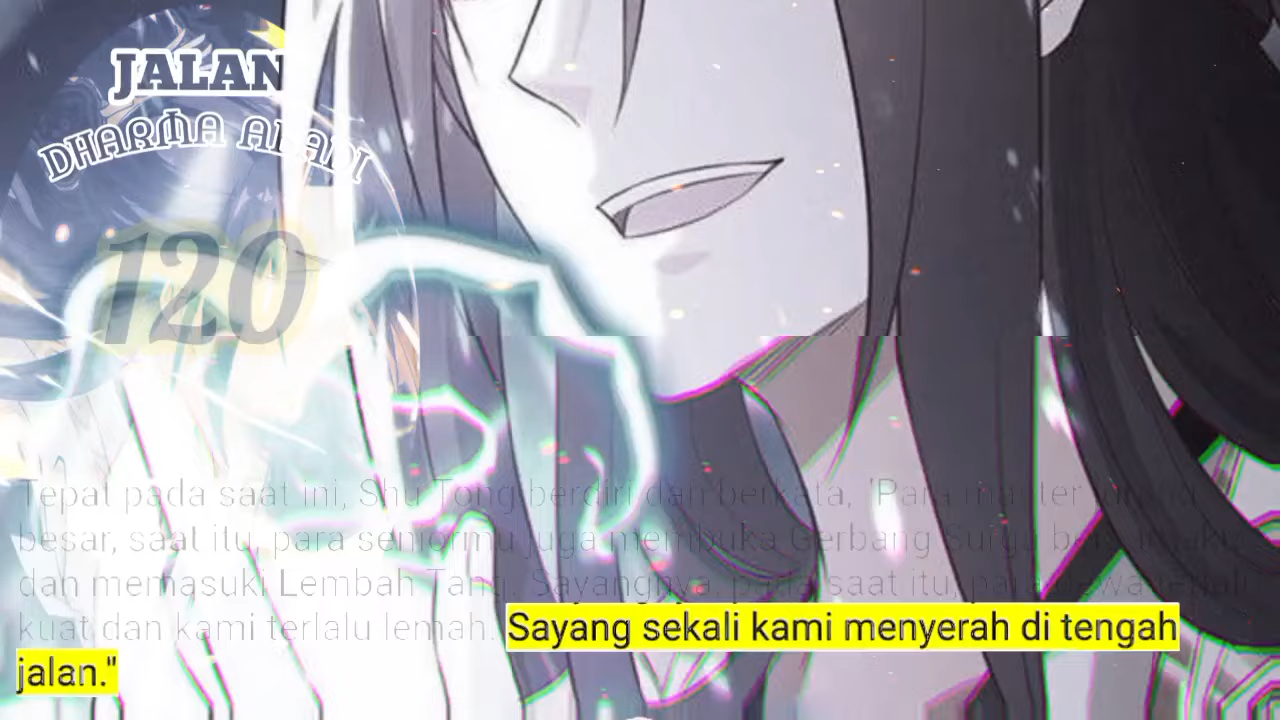 JALAN
DHARMA ABADI
120
Tepat pada saat ini, Shu Tong berdiri dan berkata, "Para
besar, saat itu, para seniormu juga membuka Gerbang Surga
dan memasuki Lembah Tang. Sayangnya, pada saat itu, para
kuat dan kami terlalu lemah. Sayang sekali kami menyerah di tengah
jalan."